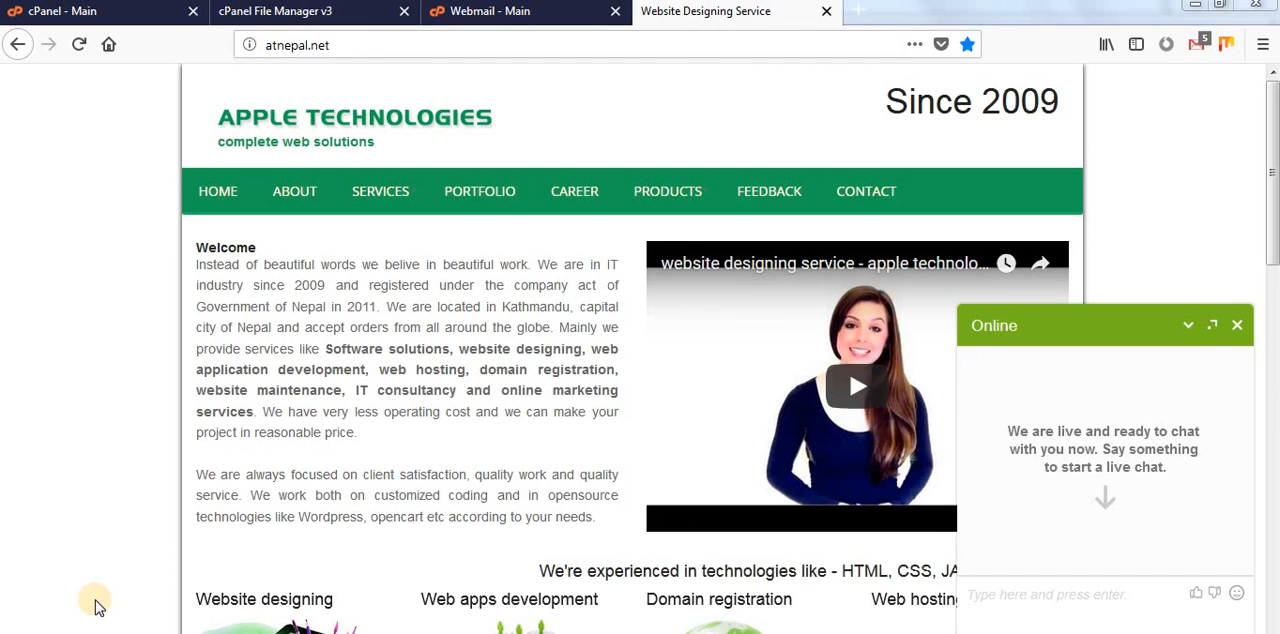 cPanel - Main
cPanel File Manager v3
Webmail - Main
Website Designing Service
atnepal.net
5
APPLE TECHNOLOGIES
complete web solutions
Since 2009
HOME ABOUT SERVICES PORTFOLIO CAREER PRODUCTS FEEDBACK CONTACT
Welcome
Instead of beautiful words we belive in beautiful work. We are in IT
industry since 2009 and registered under the company act of
Government of Nepal in 2011. We are located in Kathmandu, capital
city of Nepal and accept orders from all around the globe. Mainly we
provide services like Software solutions, website designing, web
application development, web hosting, domain registration,
website maintenance, IT consultancy and online marketing
services. We have very less operating cost and we can make your
project in reasonable price.
We are always focused on client satisfaction, quality work and quality
service. We work both on customized coding and in opensource
technologies like Wordpress, opencart etc according to your needs.
website designing service - apple technolo...
Online
We are live and ready to chat
with you now. Say something
to start a live chat.
Type here and press enter..
We're experienced in technologies like - HTML, CSS, JA
Website designing
Web apps development
Domain registration
Web hosting